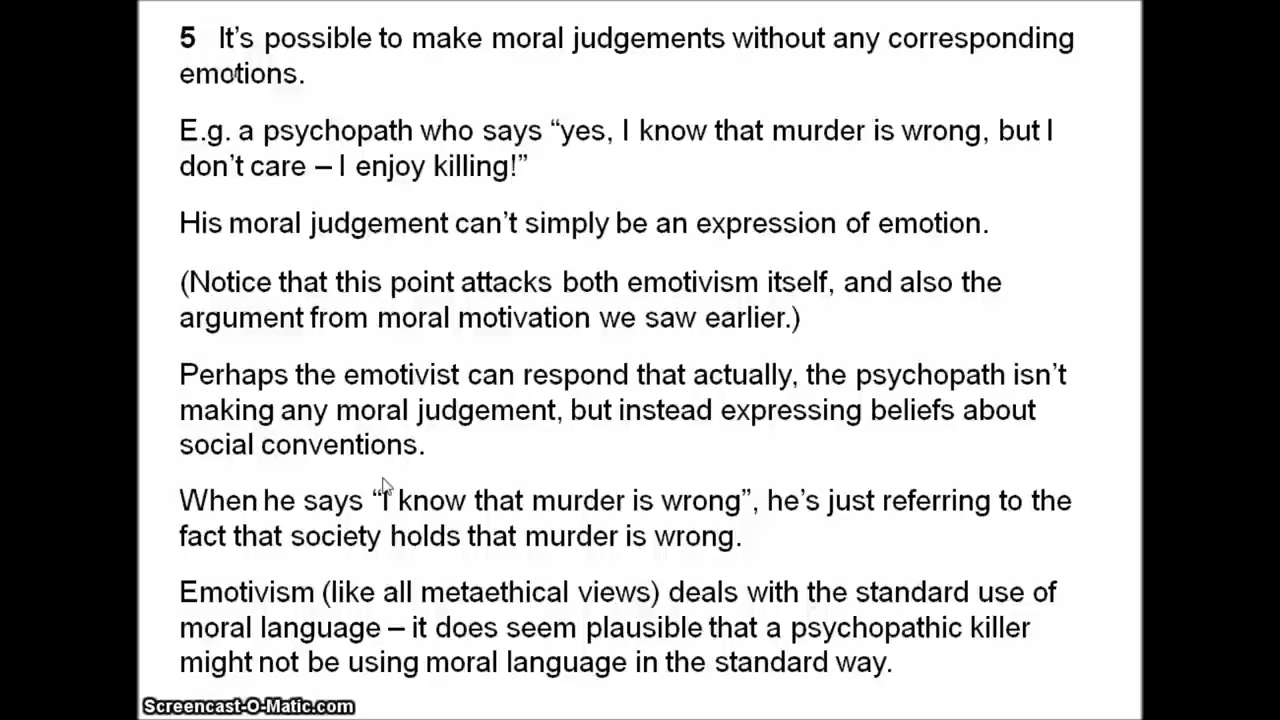 5 It’s possible to make moral judgements without any corresponding
emotions.
E.g. a psychopath who says “yes, I know that murder is wrong, but I
don’t care – I enjoy killing!”
His moral judgement can’t simply be an expression of emotion.
(Notice that this point attacks both emotivism itself, and also the
argument from moral motivation we saw earlier.)
Perhaps the emotivist can respond that actually, the psychopath isn’t
making any moral judgement, but instead expressing beliefs about
social conventions.
When he says “I know that murder is wrong”, he’s just referring to the
fact that society holds that murder is wrong.
Emotivism (like all metaethical views) deals with the standard use of
moral language – it does seem plausible that a psychopathic killer
might not be using moral language in the standard way.
Screencast-O-Matic.com